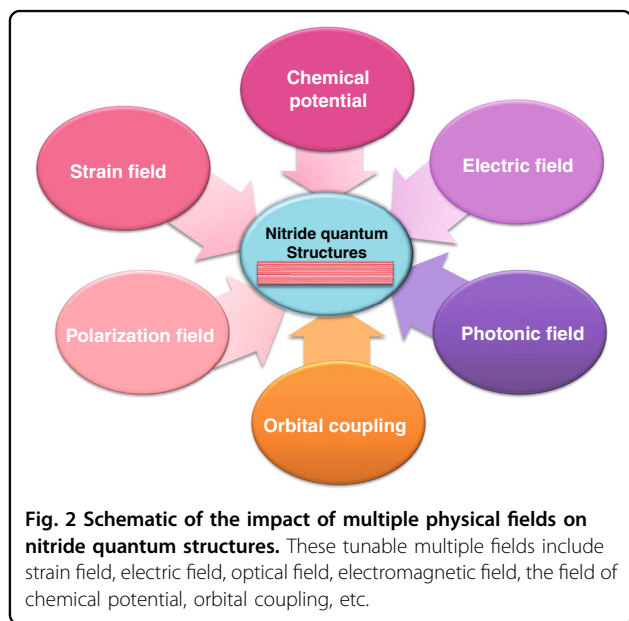 Chemical
potential
Strain field
Electric field
Nitride quantum
Structures
Polarization field
Photonic field
Orbital coupling
Fig. 2 Schematic of the impact of multiple physical fields on
nitride quantum structures. These tunable multiple fields include
strain field, electric field, optical field, electromagnetic field, the field of
chemical potential, orbital coupling, etc.